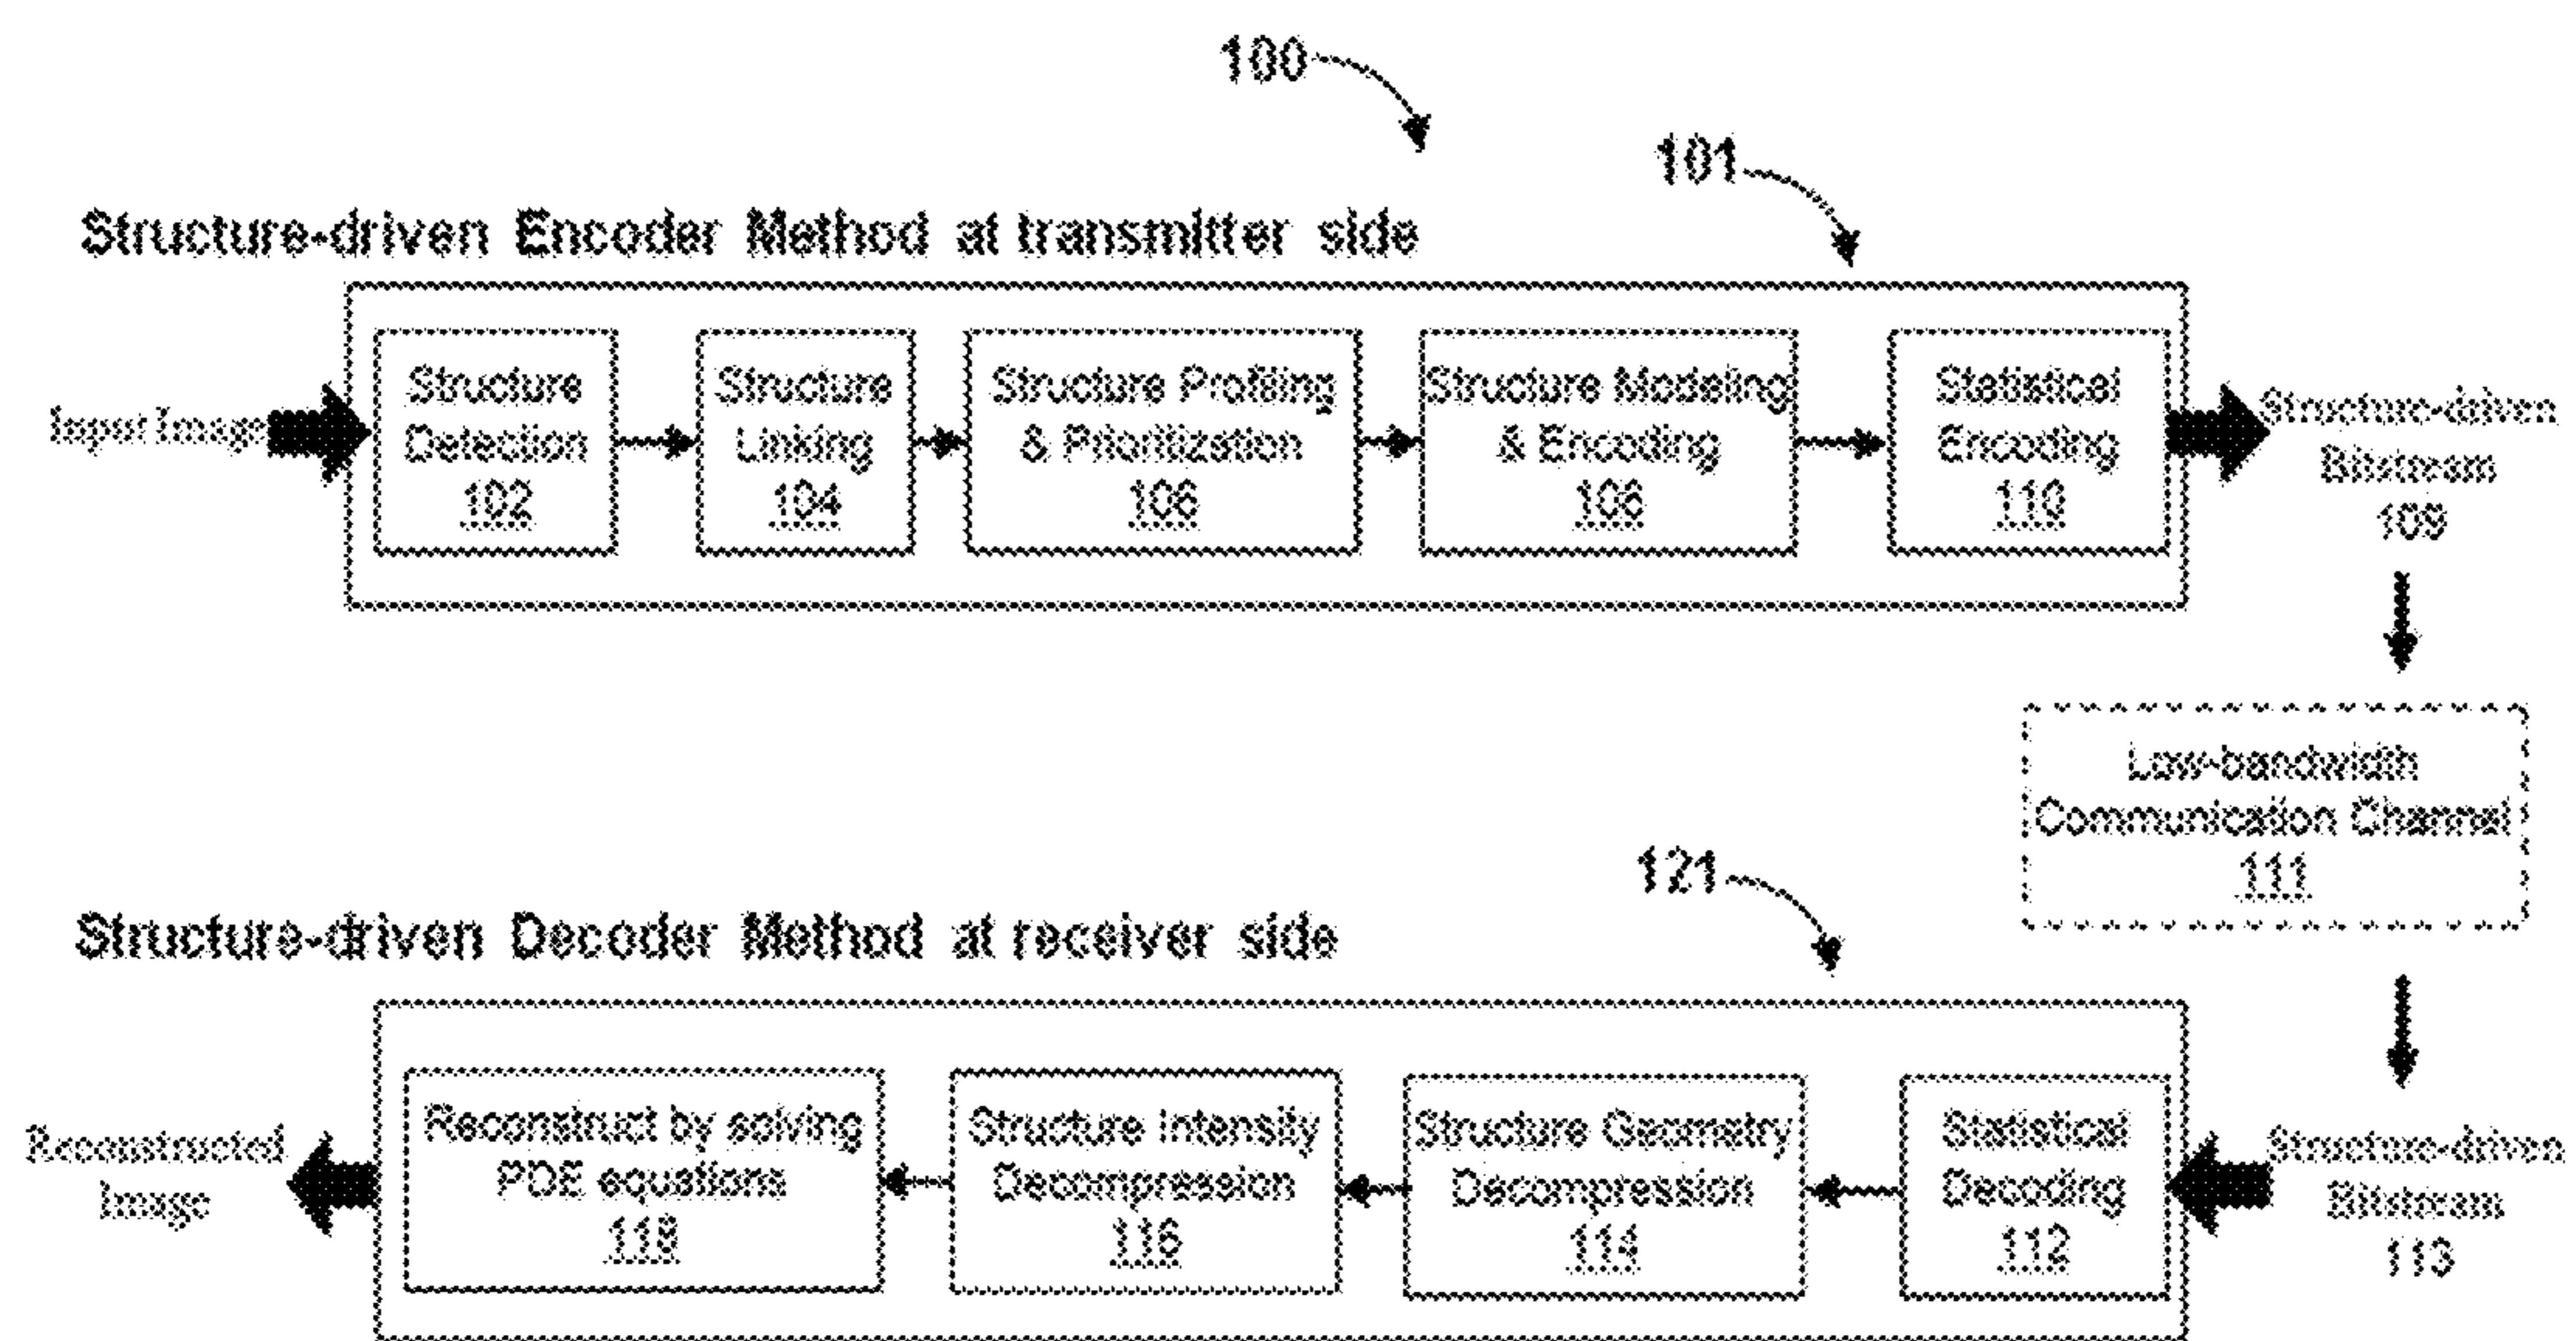 100
101
Structure-driven Encoder Method at transmitter side
Input Image
Structure
Detection
102
Structure
Linking
104
Structure Profiling
& Prioritization
106
Structure Modeling
& Encoding
108
Statistical
Encoding
110
Structure-driven
Bitstream
109
Low-bandwidth
Communication Channel
111
121
Structure-driven Decoder Method at receiver side
Reconstructed
Image
Reconstruct by solving
PDE equations
118
Structure Intensity
Decompression
116
Structure Geometry
Decompression
114
Statistical
Decoding
112
Structure-driven
Bitstream
113